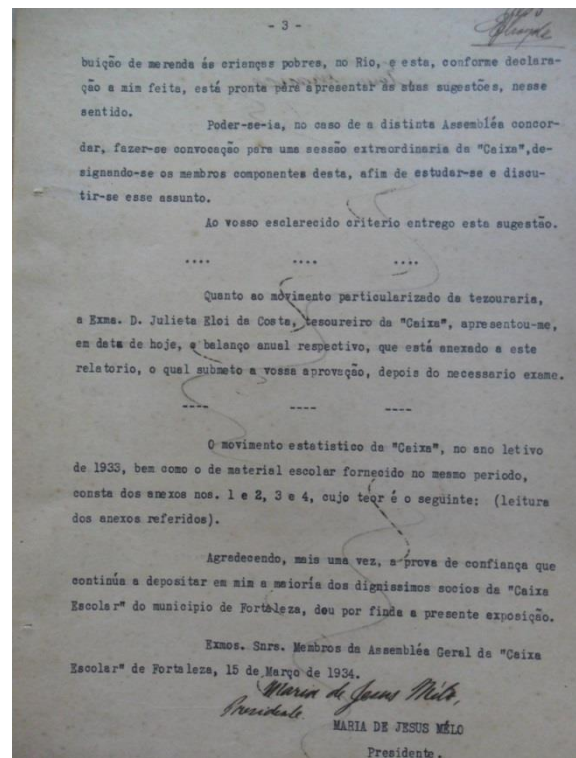 - 3 -
buição de merenda ás crianças pobres, no Rio, e esta, conforme declara-
ção a mim feita, está pronta para apresentar as suas sugestões, nesse
sentido.
Poder-se-ia, no caso de a distinta Assembléa concor-
dar, fazer-se convocação para uma sessão extraordinaria da "Caixa",de-
signando-se os membros componentes desta, afim de estudar-se e discu-
tir-se esse assunto.
Ao vosso esclarecido criterio entrego esta sugestão.
.... .... ....
Quanto ao movimento particularizado da tezouraria,
a Exma. D. Julieta Eloi da Costa, tesoureiro da "Caixa", apresentou-me,
em data de hoje, o balanço anual respectivo, que está anexado a este
relatorio, o qual submeto a vossa aprovação, depois do necessario exame.
---- ---- ----
O movimento estatistico da "Caixa", no ano letivo
de 1933, bem como o de material escolar fornecido no mesmo periodo,
consta dos anexos nos. 1 e 2, 3 e 4, cujo teor é o seguinte: (leitura
dos anexos referidos).
Agradecendo, mais uma vez, a prova de confiança que
continúa a depositar em mim a maioría dos dignissimos socios da "Caixa
Escolar" do municipio de Fortaleza, dou por finda a presente exposição.
Exmos. Snrs. Membros da Assembléa Geral da "Caixa
Escolar" de Fortaleza, 15 de Março de 1934.
Maria de Jesus Mélo,
Presidente.
MARIA DE JESUS MÉLO
Presidente.